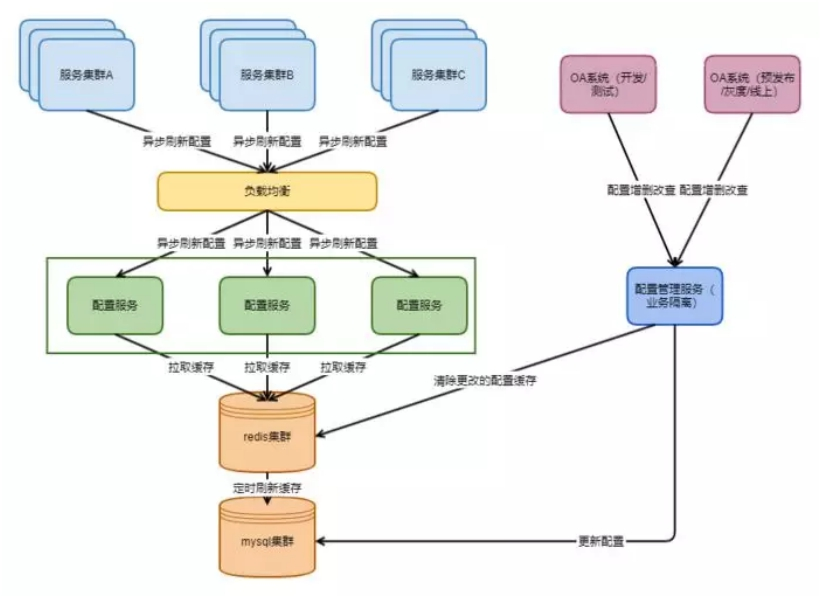 服务集群A
服务集群B
服务集群C
OA系统（开发/
测试）
OA系统（预发布
/灰度/线上）
异步刷新配置
异步刷新配置
异步刷新配置
负载均衡
配置增删改查
配置增删改查
异步刷新配置
异步刷新配置
异步刷新配置
配置服务
配置服务
配置服务
配置管理服务（
业务隔离）
拉取缓存
拉取缓存
拉取缓存
清除更改的配置缓存
redis集群
定时刷新缓存
mysql集群
更新配置